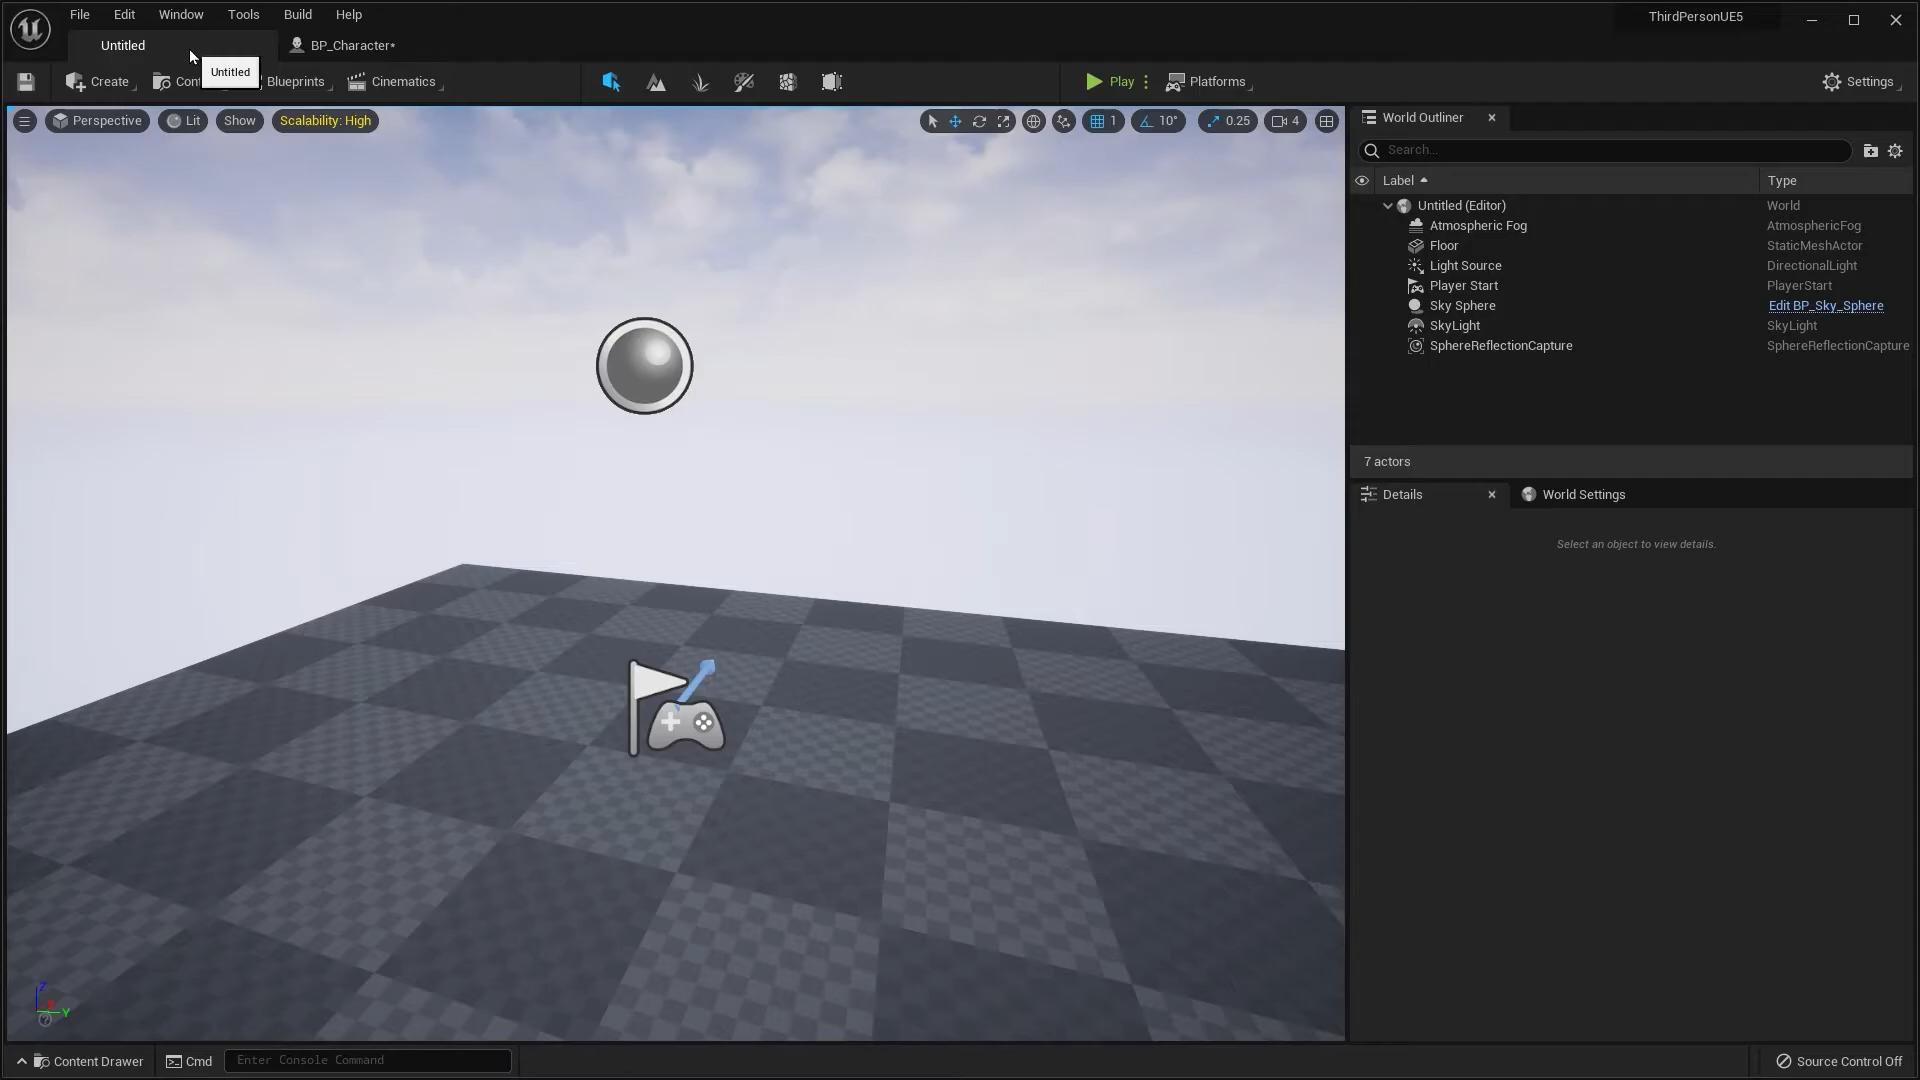 File Edit Window Tools Build Help
ThirdPersonUE5
Untitled
BP_Character*
Untitled
Create
Cont
Blueprints
Cinematics
Play
Platforms
Settings
Perspective
Lit
Show
Scalability: High
1
10°
0.25
4
World Outliner
Search...
Label
Type
Untitled (Editor) World
Atmospheric Fog AtmosphericFog
Floor StaticMeshActor
Light Source DirectionalLight
Player Start PlayerStart
Sky Sphere Edit BP_Sky_Sphere
SkyLight SkyLight
SphereReflectionCapture SphereReflectionCapture
7 actors
Details
World Settings
Select an object to view details.
Z
X
Y
Content Drawer
Cmd
Enter Console Command
Source Control Off